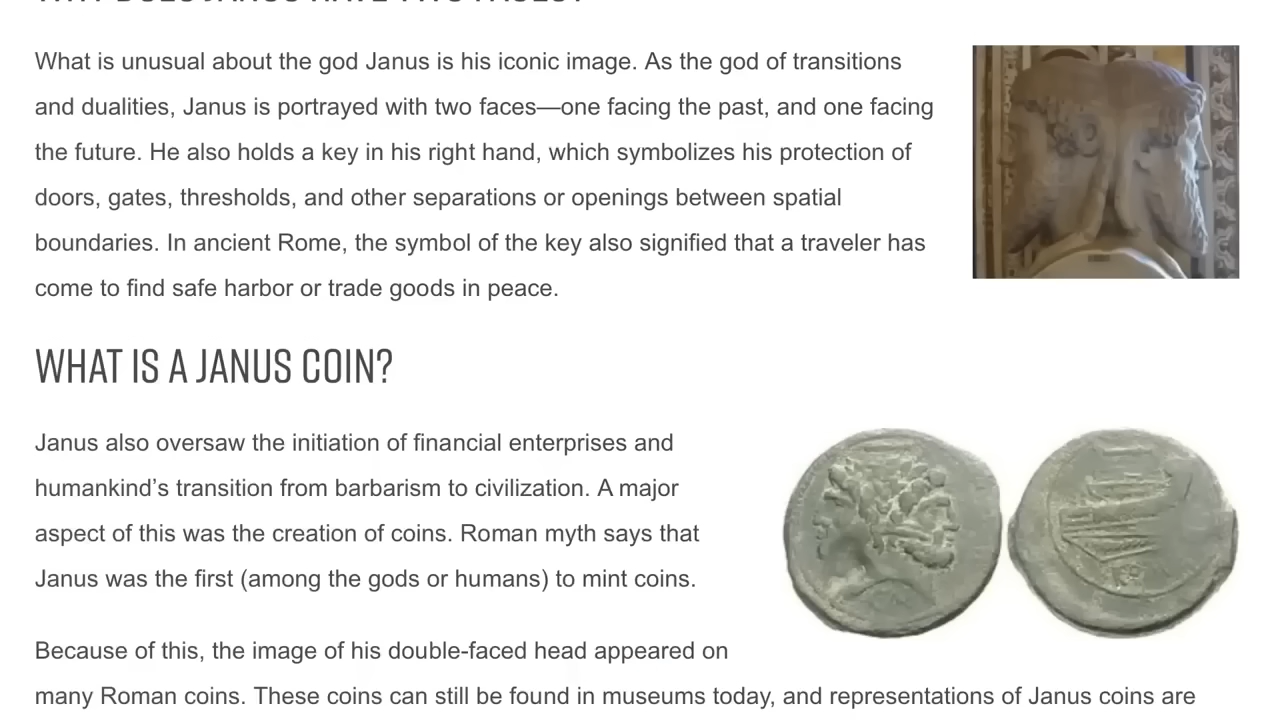 WHY DOES JANUS HAVE TWO FACES?
What is unusual about the god Janus is his iconic image. As the god of transitions
and dualities, Janus is portrayed with two faces—one facing the past, and one facing
the future. He also holds a key in his right hand, which symbolizes his protection of
doors, gates, thresholds, and other separations or openings between spatial
boundaries. In ancient Rome, the symbol of the key also signified that a traveler has
come to find safe harbor or trade goods in peace.
WHAT IS A JANUS COIN?
Janus also oversaw the initiation of financial enterprises and
humankind’s transition from barbarism to civilization. A major
aspect of this was the creation of coins. Roman myth says that
Janus was the first (among the gods or humans) to mint coins.
Because of this, the image of his double-faced head appeared on
many Roman coins. These coins can still be found in museums today, and representations of Janus coins are